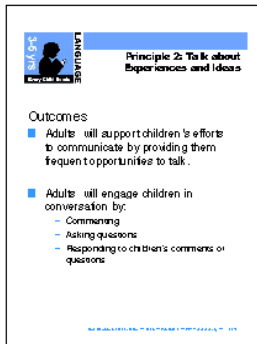 3-6 yrs
LANGUAGE
Every Child Reads
Principle 2: Talk about
Experiences and Ideas
Outcomes
Adults will support children's efforts
to communicate by providing them
frequent opportunities to talk.
Adults will engage children in
conversation by:
– Commenting
– Asking questions
– Responding to children's comments or
questions